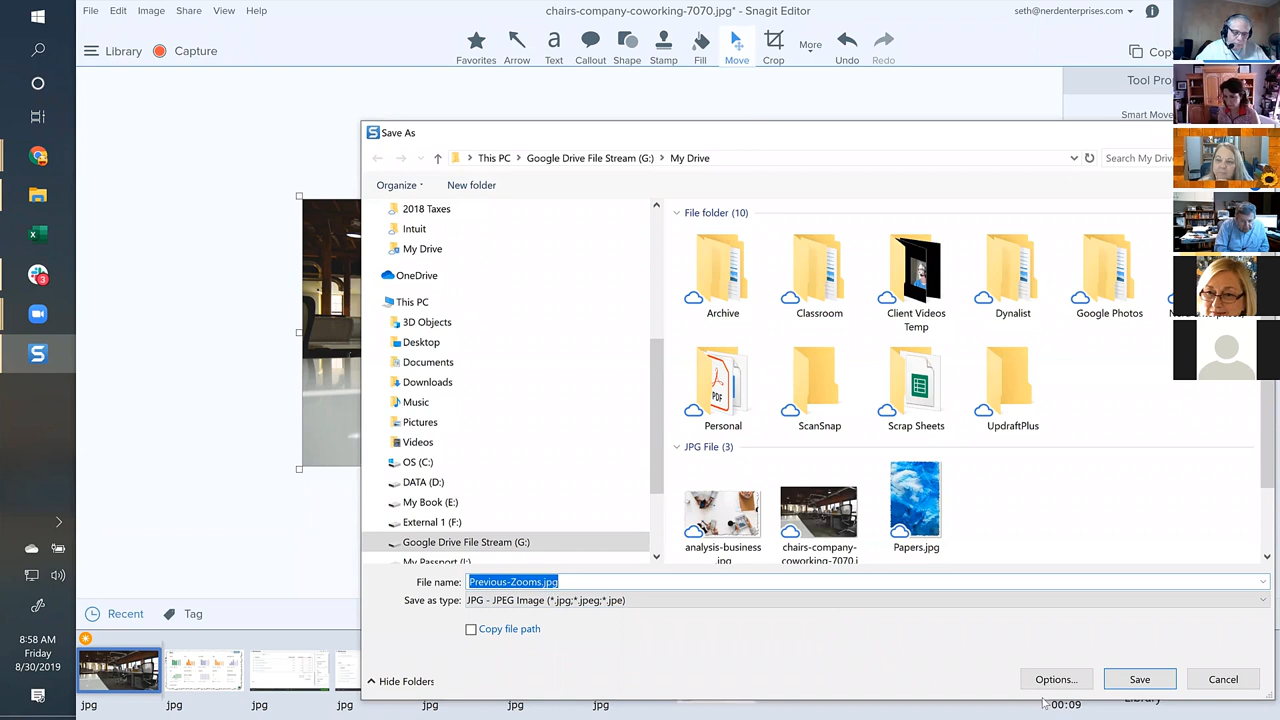 File Edit Image Share View Help
chairs-company-coworking-7070.jpg* - Snagit Editor
seth@nerdenterprises.com
Library Capture
Favorites Arrow Text Callout Shape Stamp Fill Move Crop More Undo Redo
Tool Pro
Smart Move
Save As
This PC > Google Drive File Stream (G:) > My Drive
Search My Driv
Organize New folder
2018 Taxes
Intuit
My Drive
OneDrive
This PC
3D Objects
Desktop
Documents
Downloads
Music
Pictures
Videos
OS (C:)
DATA (D:)
My Book (E:)
External 1 (F:)
Google Drive File Stream (G:)
My Passport (I:)
File folder (10)
Archive
Classroom
Client Videos
Temp
Dynalist
Google Photos
Personal
ScanSnap
Scrap Sheets
UpdraftPlus
JPG File (3)
analysis-business
.jpg
chairs-company-
coworking-7070.j
Papers.jpg
File name: Previous-Zooms.jpg
Save as type: JPG - JPEG Image (*.jpg;*.jpeg;*.jpe)
Copy file path
Hide Folders
Options... Save Cancel
Recent Tag
jpg jpg jpg jpg jpg jpg
00:09
Library
8:58 AM
Friday
8/30/2019